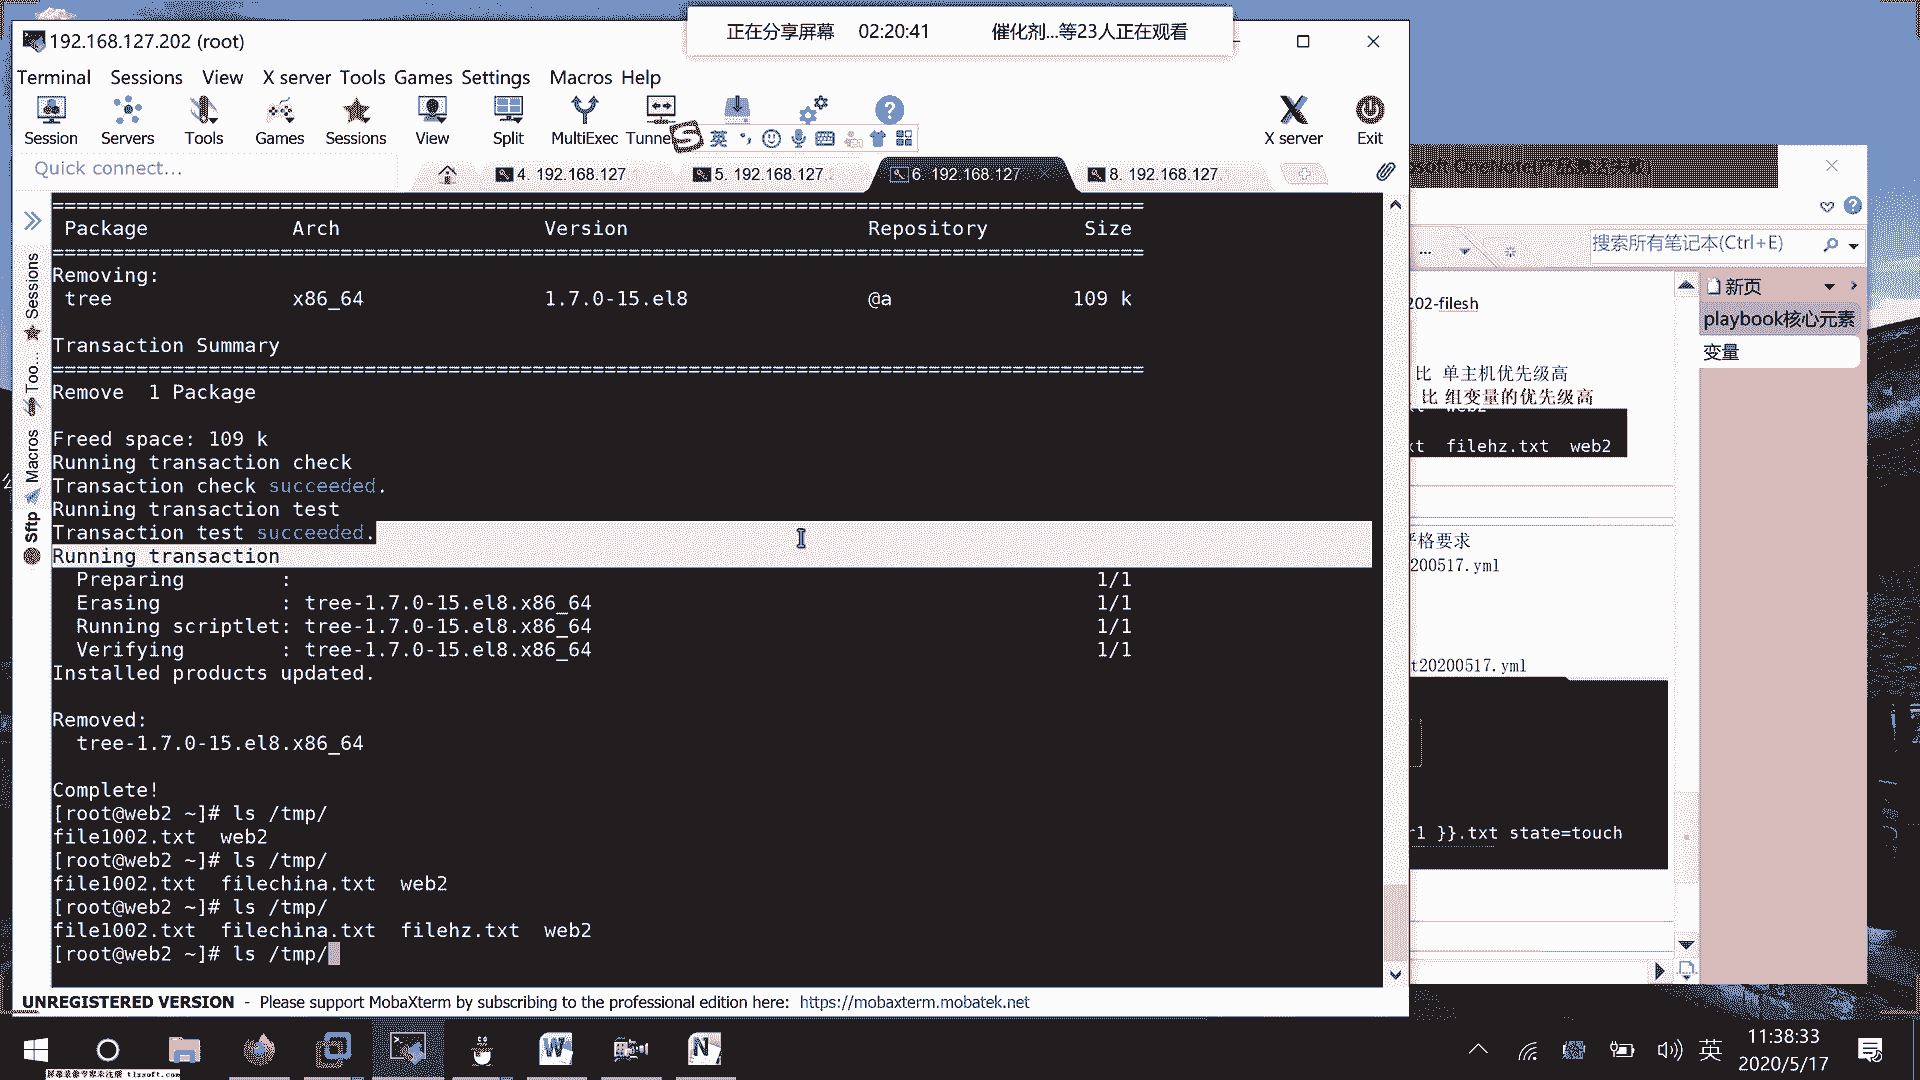 正在分享屏幕 02:20:41 催化剂...等23人正在观看
192.168.127.202 (root)
Terminal Sessions View X server Tools Games Settings Macros Help
Session Servers Tools Games Sessions View Split MultiExec Tunne X server Exit
英
Quick connect...
4. 192.168.127 5. 192.168.127. 6. 192.168.127 8. 192.168.127.
Sessions
Too...
Macros
Sftp
Package Arch Version Repository Size
Removing:
tree x86_64 1.7.0-15.el8 @a 109 k
Transaction Summary
Remove 1 Package
Freed space: 109 k
Running transaction check
Transaction check succeeded.
Running transaction test
Transaction test succeeded.
Running transaction
Preparing : 1/1
Erasing : tree-1.7.0-15.el8.x86_64 1/1
Running scriptlet: tree-1.7.0-15.el8.x86_64 1/1
Verifying : tree-1.7.0-15.el8.x86_64 1/1
Installed products updated.
Removed:
tree-1.7.0-15.el8.x86_64
Complete!
[root@web2 ~]# ls /tmp/
file1002.txt web2
[root@web2 ~]# ls /tmp/
file1002.txt filechina.txt web2
[root@web2 ~]# ls /tmp/
file1002.txt filechina.txt filehz.txt web2
[root@web2 ~]# ls /tmp/
UNREGISTERED VERSION - Please support MobaXterm by subscribing to the professional edition here: https://mobaxterm.mobatek.net
搜索所有笔记本(Ctrl+E)
新页
playbook核心元素
变量
202-filesh
比 单主机优先级高
比 组变量的优先级高
xt filehz.txt web2
严格要求
200517.yml
t20200517.yml
r1 }}.txt state=touch
英
11:38:33
2020/5/17